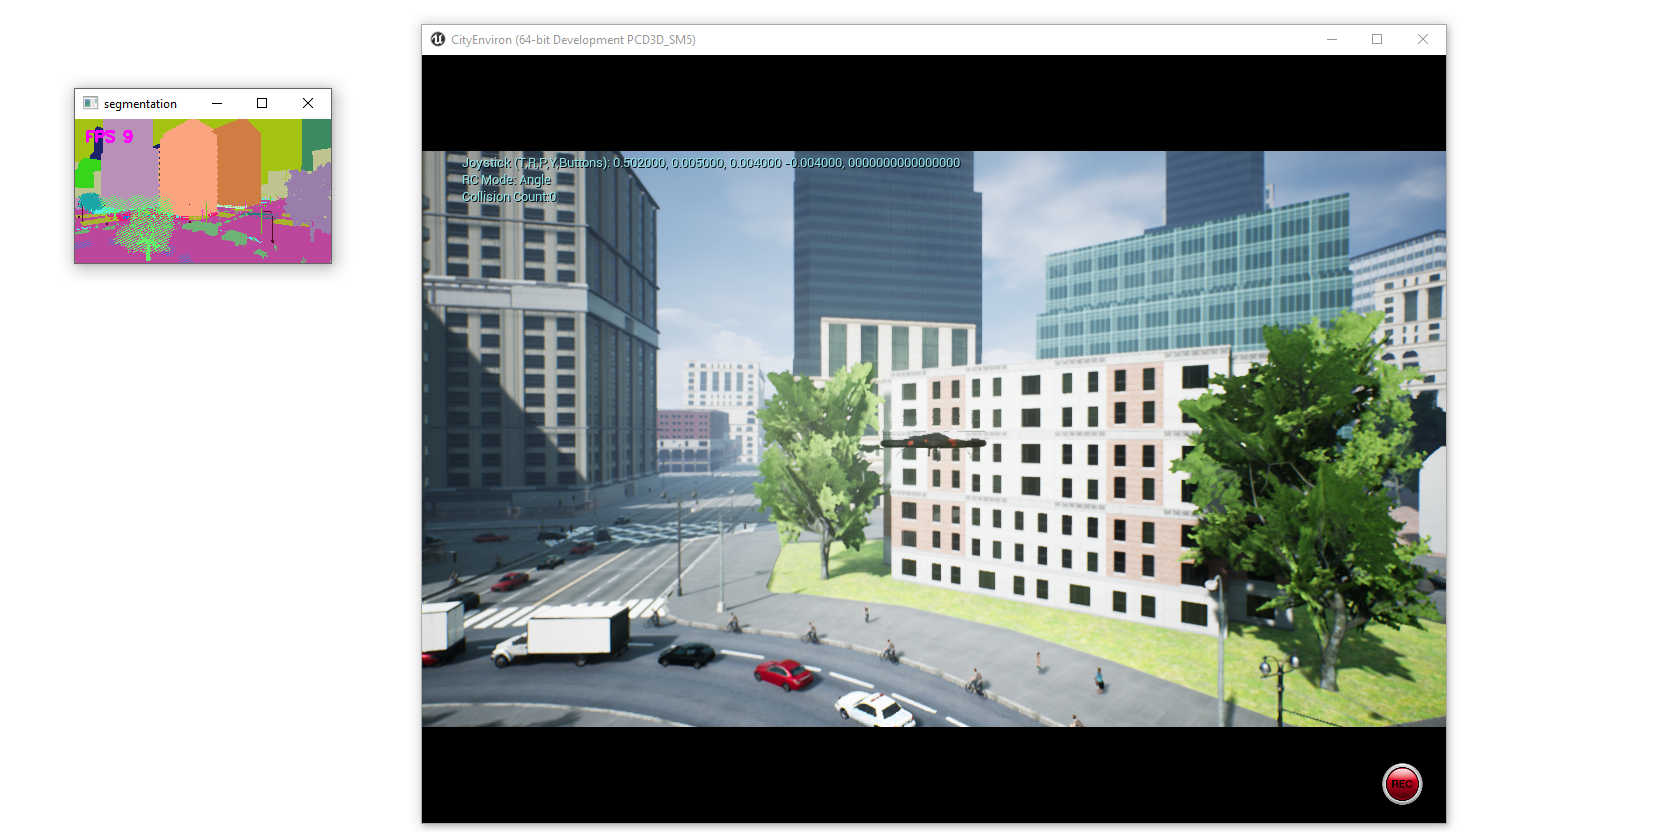 segmentation
FPS 9
CityEnviron (64-bit Development PCD3D_SM5)
Joystick (T,R,P,Y,Buttons): 0.502000, 0.005000, 0.004000 -0.004000, 0000000000000000
RC Mode: Angle
Collision Count:0
REC